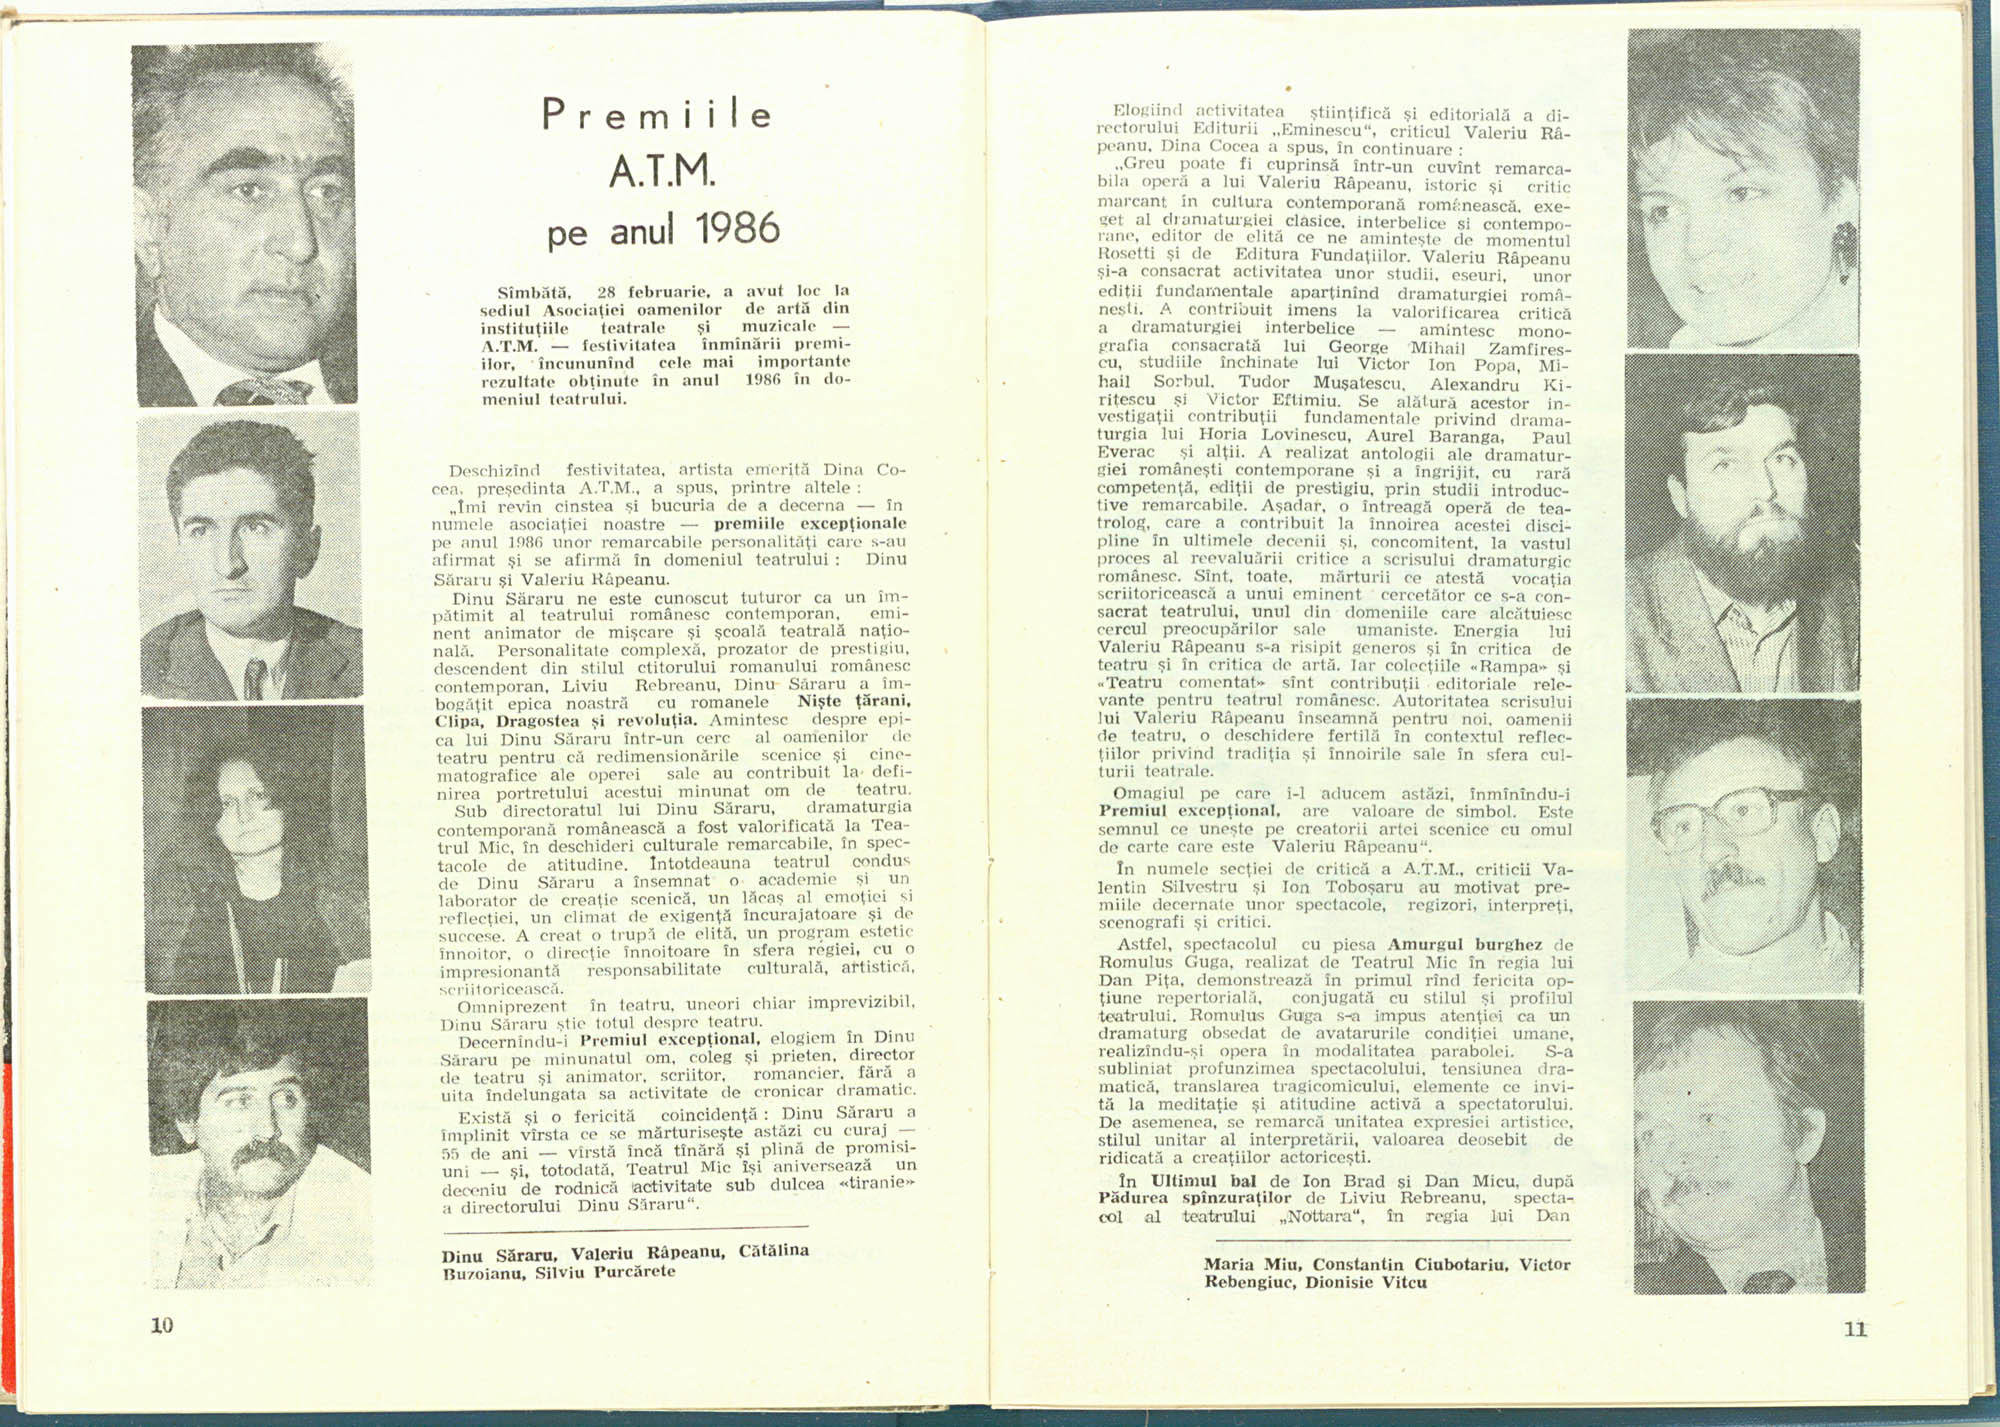 Premiile
A.T.M.
pe anul 1986
Sîmbătă, 28 februarie, a avut loc la
sediul Asociației oamenilor de artă din
instituțiile teatrale și muzicale —
A.T.M. — festivitatea înmînării premi-
ilor, încununînd cele mai importante
rezultate obținute în anul 1986 în do-
meniul teatrului.
Deschizînd festivitatea, artista emerită Dina Co-
cea, președinta A.T.M., a spus, printre altele :
„Îmi revin cinstea și bucuria de a decerna — în
numele asociației noastre — premiile excepționale
pe anul 1986 unor remarcabile personalități care s-au
afirmat și se afirmă în domeniul teatrului : Dinu
Săraru și Valeriu Râpeanu.
Dinu Săraru ne este cunoscut tuturor ca un îm-
pătimit al teatrului românesc contemporan, emi-
nent animator de mișcare și școală teatrală națio-
nală. Personalitate complexă, prozator de prestigiu,
descendent din stilul ctitorului romanului românesc
contemporan, Liviu Rebreanu, Dinu Săraru a îm-
bogățit epica noastră cu romanele Niște țărani,
Clipa, Dragostea și revoluția. Amintesc despre epi-
ca lui Dinu Săraru într-un cerc al oamenilor de
teatru pentru că redimensionările scenice și cine-
matografice ale operei sale au contribuit la defi-
nirea portretului acestui minunat om de teatru.
Sub directoratul lui Dinu Săraru, dramaturgia
contemporană românească a fost valorificată la Tea-
trul Mic, în deschideri culturale remarcabile, în spec-
tacole de atitudine. Întotdeauna teatrul condus
de Dinu Săraru a însemnat o academie și un
laborator de creație scenică, un lăcaș al emoției si
reflecției, un climat de exigență încurajatoare și de
succese. A creat o trupă de elită, un program estetic
înnoitor, o direcție înnoitoare în sfera régiei, cu o
impresionantă responsabilitate culturală, artistică,
scriitoricească.
Omniprezent în teatru, uneori chiar imprevizibil,
Dinu Săraru știe totul despre teatru.
Decernîndu-i Premiul excepțional, elogiem în Dinu
Săraru pe minunatul om, coleg și prieten, director
de teatru și animator, scriitor, romancier, fără a
uita îndelungata sa activitate de cronicar dramatic.
Există și o fericită coincidență : Dinu Săraru a
împlinit vîrsta ce se mărturisește astăzi cu curaj —
55 de ani — vîrstă încă tînără și plină de promisi-
uni — și, totodată, Teatrul Mic își aniversează un
deceniu de rodnică activitate sub dulcea «tiranie»
a directorului Dinu Săraru“.
Dinu Săraru, Valeriu Râpeanu, Cătălina
Buzoianu, Silviu Purcărete
10
Elogiind activitatea științifică și editorială a di-
rectorului Editurii „Eminescu“, criticul Valeriu Râ-
peanu, Dina Cocea a spus, în continuare :
„Greu poate fi cuprinsă într-un cuvînt remarca-
bila operă a lui Valeriu Râpeanu, istoric și critic
marcant în cultura contemporană românească, exe-
get al dramaturgiei clasice, interbelice si contempo-
rane, editor de elită ce ne amintește de momentul
Rosetti și de Editura Fundațiilor. Valeriu Râpeanu
și-a consacrat activitatea unor studii, eseuri, unor
ediții fundamentale aparținînd dramaturgiei româ-
nești. A contribuit imens la valorificarea critică
a dramaturgiei interbelice — amintesc mono-
grafia consacrată lui George Mihail Zamfires-
cu, studiile închinate lui Victor Ion Popa, Mi-
hail Sorbul, Tudor Mușatescu, Alexandru Ki-
rițescu și Victor Eftimiu. Se alătură acestor in-
vestigații contribuții fundamentale privind drama-
turgia lui Horia Lovinescu, Aurel Baranga, Paul
Everac și alții. A realizat antologii ale dramatur-
giei românești contemporane și a îngrijit, cu rară
competență, ediții de prestigiu, prin studii introduc-
tive remarcabile. Așadar, o întreagă operă de tea-
trolog, care a contribuit la înnoirea acestei disci-
pline în ultimele decenii și, concomitent, la vastul
proces al reevaluării critice a scrisului dramaturgic
românesc. Sînt, toate, mărturii ce atestă vocația
scriitoricească a unui eminent cercetător ce s-a con-
sacrat teatrului, unul din domeniile care alcătuiesc
cercul preocupărilor sale umaniste. Energia lui
Valeriu Râpeanu s-a risipit generos și în critica de
teatru și în critica de artă. Iar colecțiile «Rampa» și
«Teatru comentat» sînt contribuții editoriale rele-
vante pentru teatrul românesc. Autoritatea scrisului
lui Valeriu Râpeanu înseamnă pentru noi, oamenii
de teatru, o deschidere fertilă în contextul reflec-
țiilor privind tradiția și înnoirile sale în sfera cul-
turii teatrale.
Omagiul pe care i-l aducem astăzi, înmînîndu-i
Premiul excepțional, are valoare de simbol. Este
semnul ce unește pe creatorii artei scenice cu omul
de carte care este Valeriu Râpeanu“.
În numele secției de critică a A.T.M., criticii Va-
lentin Silvestru și Ion Toboșaru au motivat pre-
miile decernate unor spectacole, regizori, interpreți,
scenografi și critici.
Astfel, spectacolul cu piesa Amurgul burghez de
Romulus Guga, realizat de Teatrul Mic în regia lui
Dan Pița, demonstrează în primul rînd fericita op-
țiune repertorială, conjugată cu stilul și profilul
teatrului. Romulus Guga s-a impus atenției ca un
dramaturg obsedat de avatarurile condiției umane,
realizîndu-și opera în modalitatea parabolei. S-a
subliniat profunzimea spectacolului, tensiunea dra-
matică, translarea tragicomicului, elemente ce invi-
tă la meditație și atitudine activă a spectatorului.
De asemenea, se remarcă unitatea expresiei artistice,
stilul unitar al interpretării, valoarea deosebit de
ridicată a creațiilor actoricești.
În Ultimul bal de Ion Brad și Dan Micu, după
Pădurea spînzuraților de Liviu Rebreanu, specta-
col al teatrului „Nottara“, în regia lui Dan
Maria Miu, Constantin Ciubotariu, Victor
Rebengiuc, Dionisie Vitcu
11